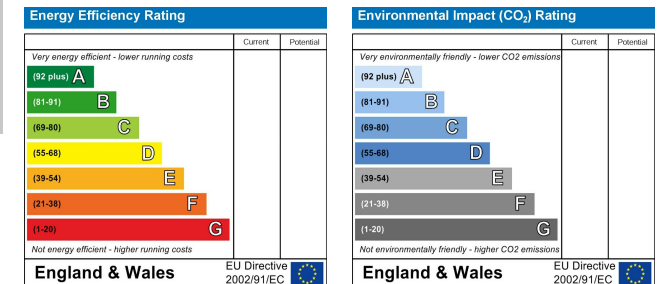 Energy Efficiency Rating
Current Potential
Very energy efficient - lower running costs
(92 plus) A
(81-91) B
(69-80) C
(55-68) D
(39-54) E
(21-38) F
(1-20) G
Not energy efficient - higher running costs
England & Wales
EU Directive
2002/91/EC
Environmental Impact (CO₂) Rating
Current Potential
Very environmentally friendly - lower CO2 emissions
(92 plus) A
(81-91) B
(69-80) C
(55-68) D
(39-54) E
(21-38) F
(1-20) G
Not environmentally friendly - higher CO2 emissions
England & Wales
EU Directive
2002/91/EC